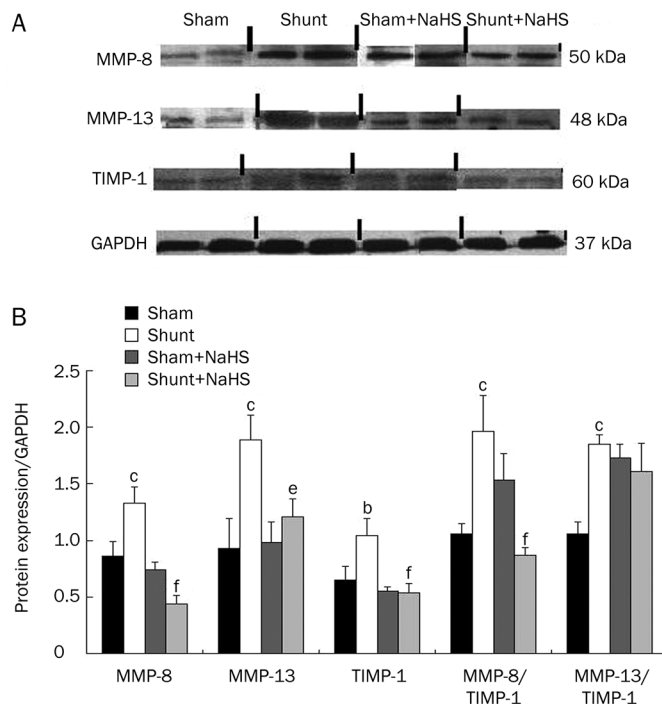 A
Sham Shunt Sham+NaHS Shunt+NaHS
MMP-8 50 kDa
MMP-13 48 kDa
TIMP-1 60 kDa
GAPDH 37 kDa
B
Sham
Shunt
Sham+NaHS
Shunt+NaHS
Protein expression/GAPDH
2.5
2.0
1.5
1.0
0.5
0
c f
c e
b f
c f
c
MMP-8 MMP-13 TIMP-1 MMP-8/ MMP-13/
TIMP-1 TIMP-1